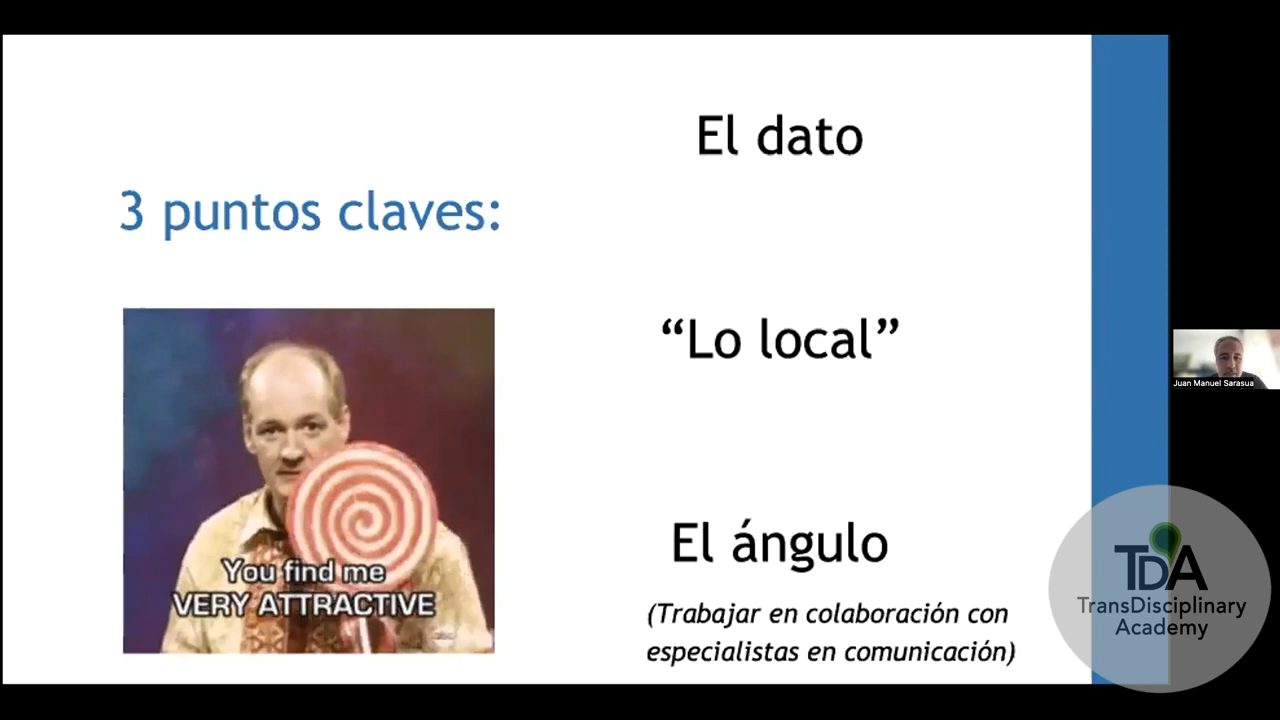 3 puntos claves:
El dato
“Lo local”
El ángulo
(Trabajar en colaboración con
especialistas en comunicación)
You find me
VERY ATTRACTIVE
abc
Juan Manuel Sarasua
TDA
TransDisciplinary
Academy